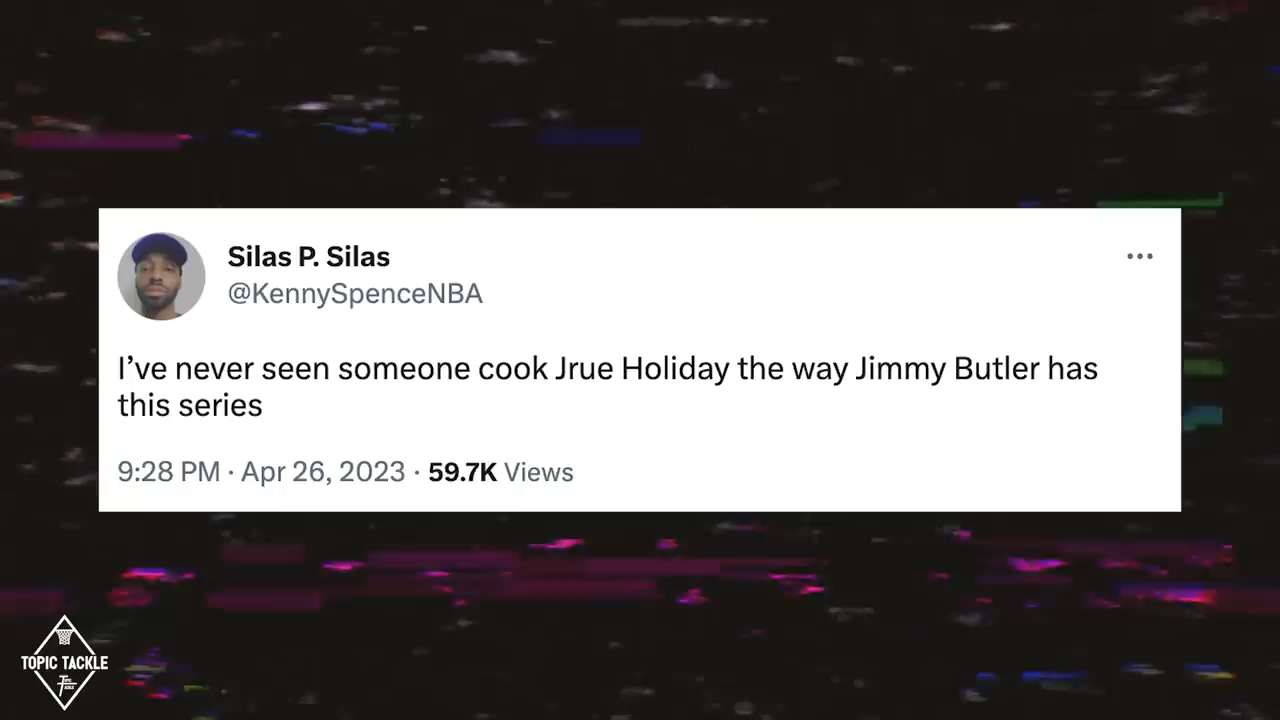 Silas P. Silas
@KennySpenceNBA
I’ve never seen someone cook Jrue Holiday the way Jimmy Butler has
this series
9:28 PM · Apr 26, 2023 · 59.7K Views
TOPIC TACKLE